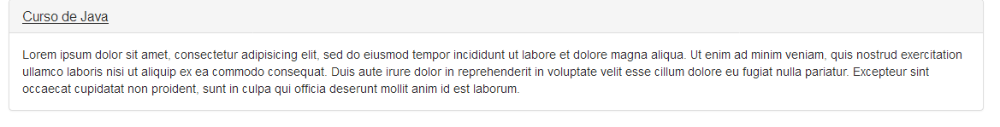 Curso de Java
Lorem ipsum dolor sit amet, consectetur adipisicing elit, sed do eiusmod tempor incididunt ut labore et dolore magna aliqua. Ut enim ad minim veniam, quis nostrud exercitation
ullamco laboris nisi ut aliquip ex ea commodo consequat. Duis aute irure dolor in reprehenderit in voluptate velit esse cillum dolore eu fugiat nulla pariatur. Excepteur sint
occaecat cupidatat non proident, sunt in culpa qui officia deserunt mollit anim id est laborum.